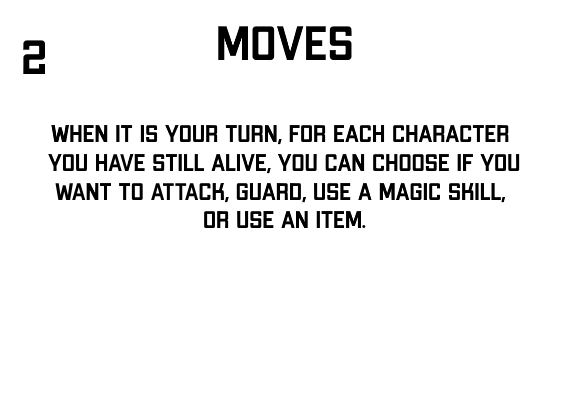 MOVES
2
WHEN IT IS YOUR TURN, FOR EACH CHARACTER
YOU HAVE STILL ALIVE, YOU CAN CHOOSE IF YOU
WANT TO ATTACK, GUARD, USE A MAGIC SKILL,
OR USE AN ITEM.